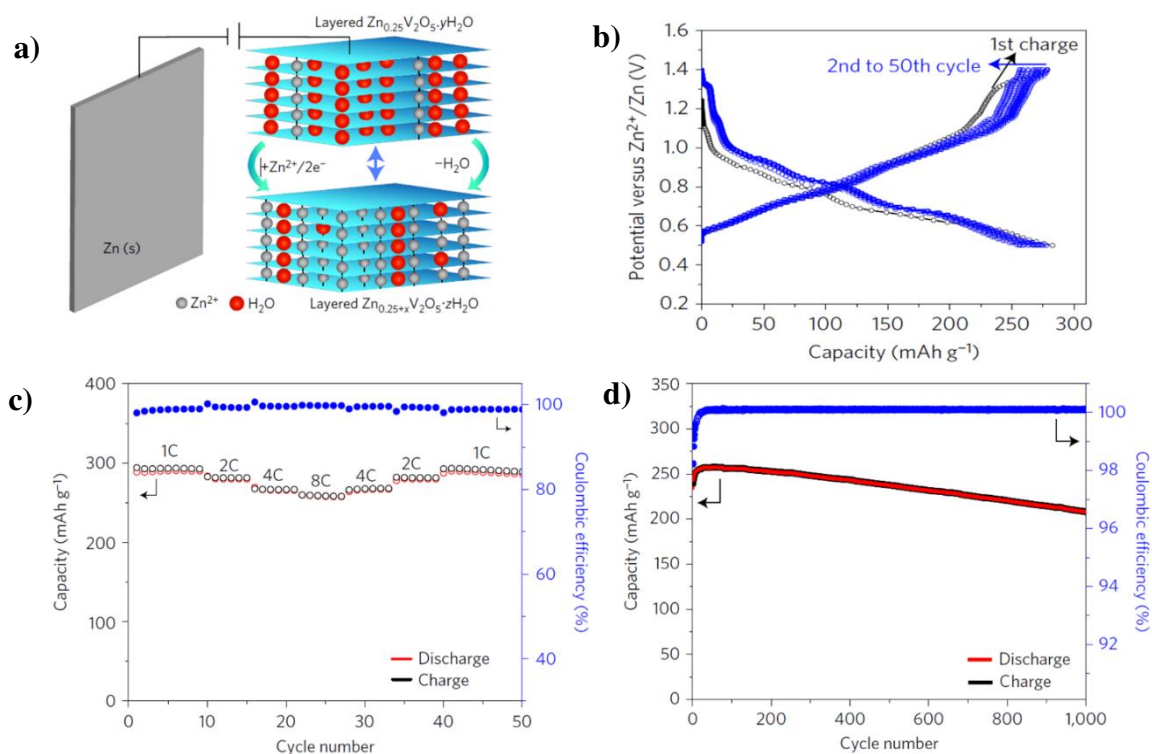 a)
Layered Zn₀.₂₅V₂O₅.yH₂O
+Zn²⁺/2e⁻
−H₂O
Zn (s)
Zn²⁺ H₂O
Layered Zn₀.₂₅₊ₓV₂O₅·zH₂O
b)
1st charge
2nd to 50th cycle
Potential versus Zn²⁺/Zn (V)
1.6
1.4
1.2
1.0
0.8
0.6
0.4
0.2
0 50 100 150 200 250 300
Capacity (mAh g⁻¹)
c)
Capacity (mAh g⁻¹)
400
300
200
100
0
1C 2C 4C 8C 4C 2C 1C
Discharge
Charge
100
80
60
40
Coulombic efficiency (%)
0 10 20 30 40 50
Cycle number
d)
Capacity (mAh g⁻¹)
350
325
300
250
200
150
100
50
0
Discharge
Charge
100
98
96
94
92
Coulombic efficiency (%)
0 200 400 600 800 1,000
Cycle number